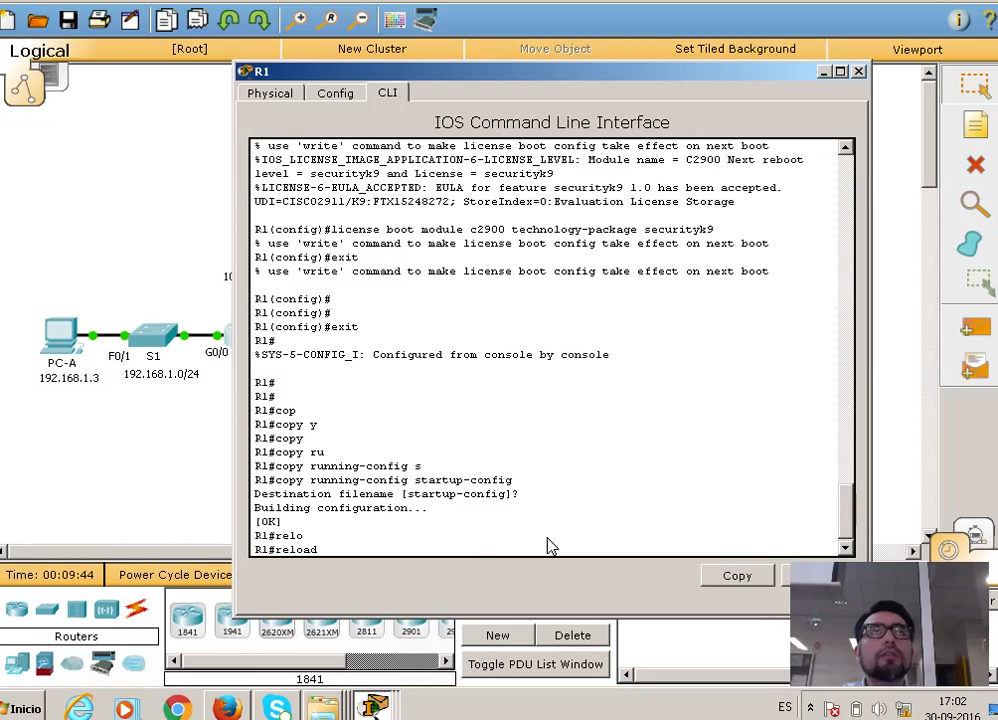 Logical
[Root]
New Cluster
Move Object
Set Tiled Background
Viewport
R1
Physical
Config
CLI
IOS Command Line Interface
% use 'write' command to make license boot config take effect on next boot
%IOS_LICENSE_IMAGE_APPLICATION-6-LICENSE_LEVEL: Module name = C2900 Next reboot
level = securityk9 and License = securityk9
%LICENSE-6-EULA_ACCEPTED: EULA for feature securityk9 1.0 has been accepted.
UDI=CISCO2911/K9:FTX15248272; StoreIndex=0:Evaluation License Storage
R1(config)#license boot module c2900 technology-package securityk9
% use 'write' command to make license boot config take effect on next boot
R1(config)#exit
% use 'write' command to make license boot config take effect on next boot
R1(config)#
R1(config)#
R1(config)#exit
R1#
%SYS-5-CONFIG_I: Configured from console by console
R1#
R1#
R1#cop
R1#copy y
R1#copy
R1#copy ru
R1#copy running-config s
R1#copy running-config startup-config
Destination filename [startup-config]?
Building configuration...
[OK]
R1#relo
R1#reload
Copy
10
PC-A
192.168.1.3
F0/1
S1
192.168.1.0/24
G0/0
Time: 00:09:44
Power Cycle Device
Routers
1841
1941
2620XM
2621XM
2811
2901
29
1841
New
Delete
Toggle PDU List Window
Inicio
ES
17:02
30-09-2016